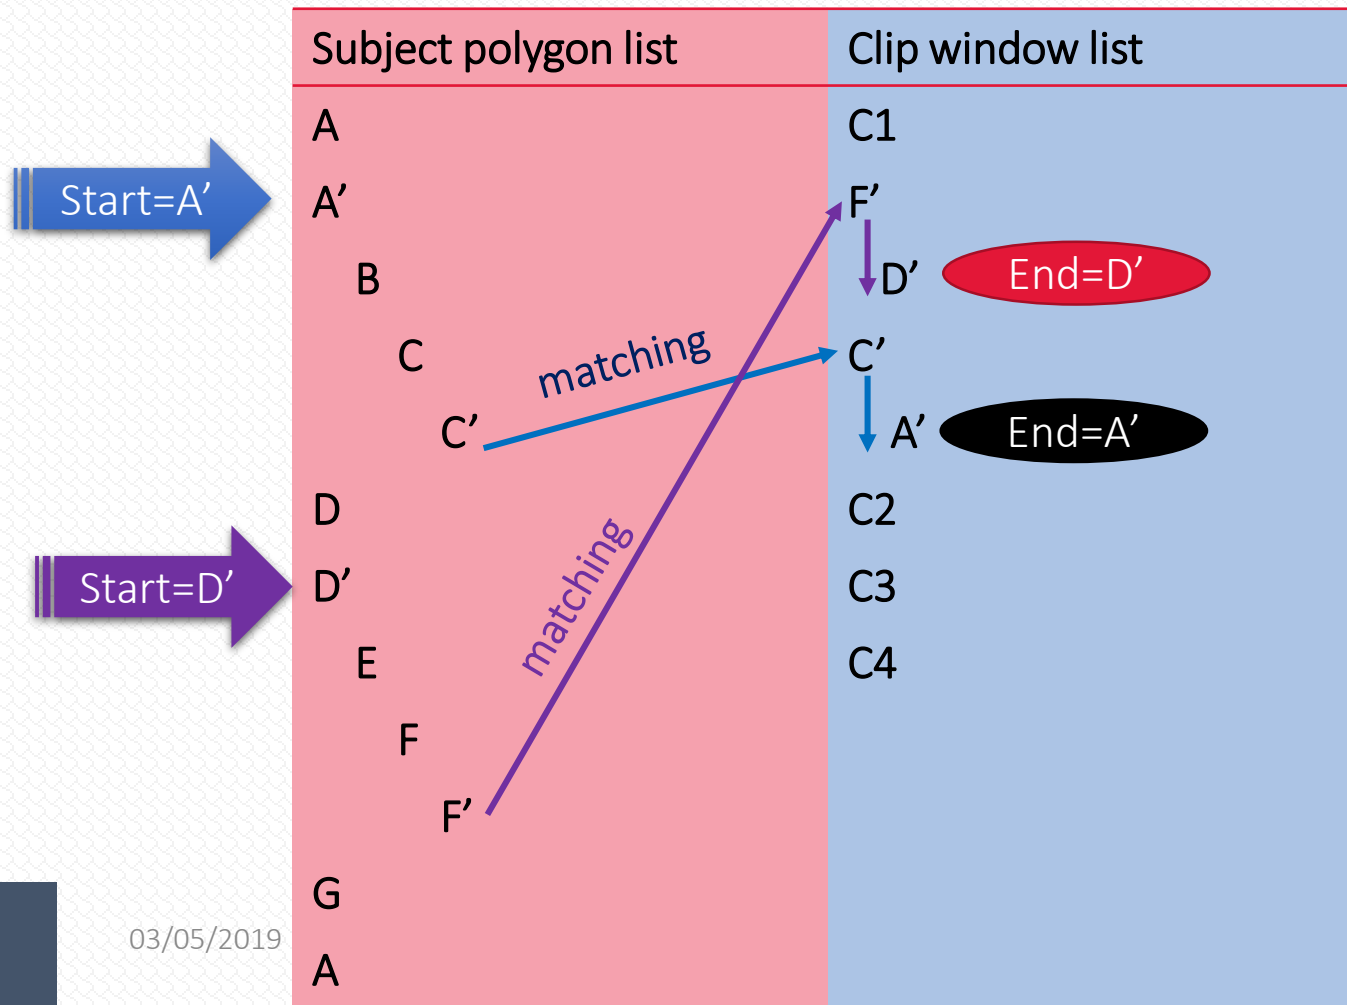 Subject polygon list Clip window list
A C1
Start=A’ A’ F’
B D’ End=D’
C matching C’
C’ A’ End=A’
D C2
Start=D’ D’ matching C3
E C4
F
F’
G
03/05/2019
A